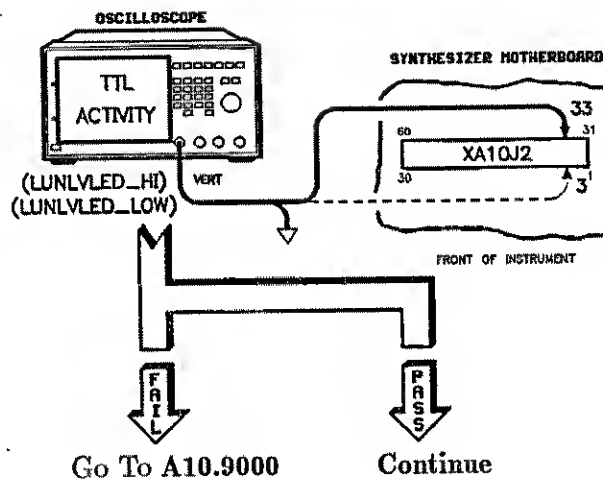 OSCILLOSCOPE
SYNTHESIZER MOTHERBOARD
TTL
ACTIVITY
33
60
31
XA10J2
30
1
3
VERT
(LUNLVLED_HI)
(LUNLVLED_LOW)
FRONT OF INSTRUMENT
FAIL
PASS
Go To A10.9000
Continue